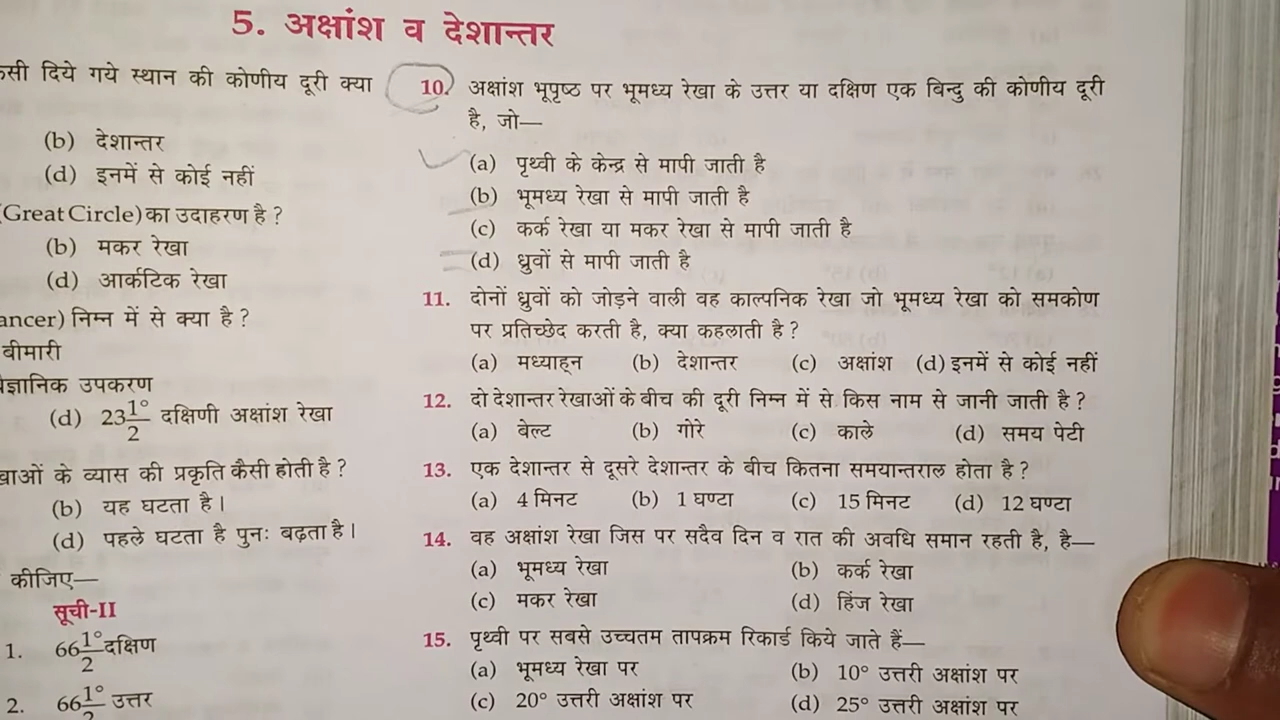 5. अक्षांश व देशान्तर
दिये गये स्थान की कोणीय दूरी क्या
(b) देशान्तर
(d) इनमें से कोई नहीं
(Great Circle) का उदाहरण है ?
(b) मकर रेखा
(d) आर्कटिक रेखा
ancer) निम्न में से क्या है ?
बीमारी
उपकरण
(d) 23 1°/2 दक्षिणी अक्षांश रेखा
के व्यास की प्रकृति कैसी होती है ?
(b) यह घटता है।
(d) पहले घटता है पुनः बढ़ता है।
कीजिए—
सूची-II
1. 66 1°/2 दक्षिण
2. 66 1°/2 उत्तर
10. अक्षांश भूपृष्ठ पर भूमध्य रेखा के उत्तर या दक्षिण एक बिन्दु की कोणीय दूरी
है, जो—
(a) पृथ्वी के केन्द्र से मापी जाती है
(b) भूमध्य रेखा से मापी जाती है
(c) कर्क रेखा या मकर रेखा से मापी जाती है
(d) ध्रुवों से मापी जाती है
11. दोनों ध्रुवों को जोड़ने वाली वह काल्पनिक रेखा जो भूमध्य रेखा को समकोण
पर प्रतिच्छेद करती है, क्या कहलाती है ?
(a) मध्याह्न (b) देशान्तर (c) अक्षांश (d) इनमें से कोई नहीं
12. दो देशान्तर रेखाओं के बीच की दूरी निम्न में से किस नाम से जानी जाती है ?
(a) बेल्ट (b) गोरे (c) काले (d) समय पेटी
13. एक देशान्तर से दूसरे देशान्तर के बीच कितना समयान्तराल होता है ?
(a) 4 मिनट (b) 1 घण्टा (c) 15 मिनट (d) 12 घण्टा
14. वह अक्षांश रेखा जिस पर सदैव दिन व रात की अवधि समान रहती है, है—
(a) भूमध्य रेखा (b) कर्क रेखा
(c) मकर रेखा (d) हिंज रेखा
15. पृथ्वी पर सबसे उच्चतम तापक्रम रिकार्ड किये जाते हैं—
(a) भूमध्य रेखा पर (b) 10° उत्तरी अक्षांश पर
(c) 20° उत्तरी अक्षांश पर (d) 25° उत्तरी अक्षांश पर